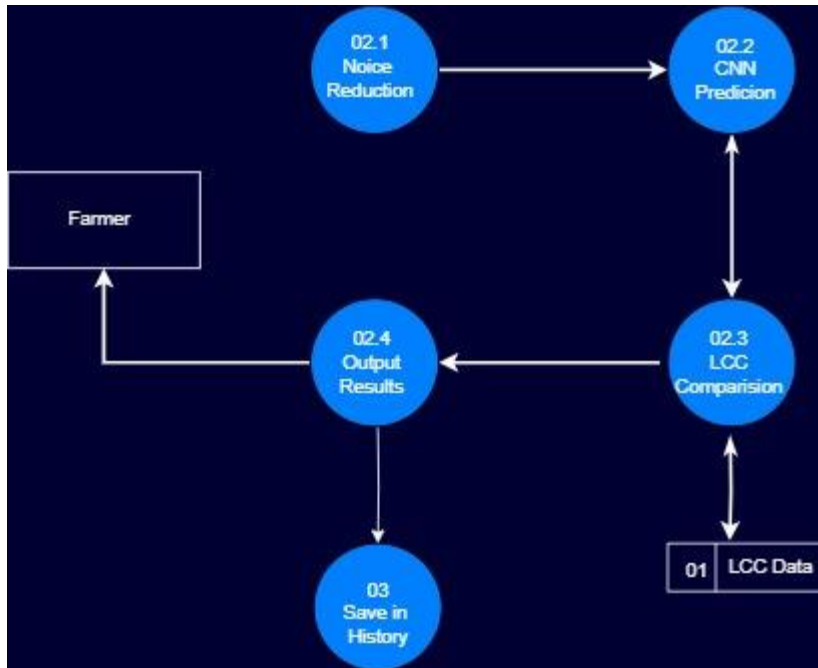 02.1
Noice
Reduction
02.2
CNN
Predicion
Farmer
02.4
Output
Results
02.3
LCC
Comparision
01
LCC Data
03
Save in
History